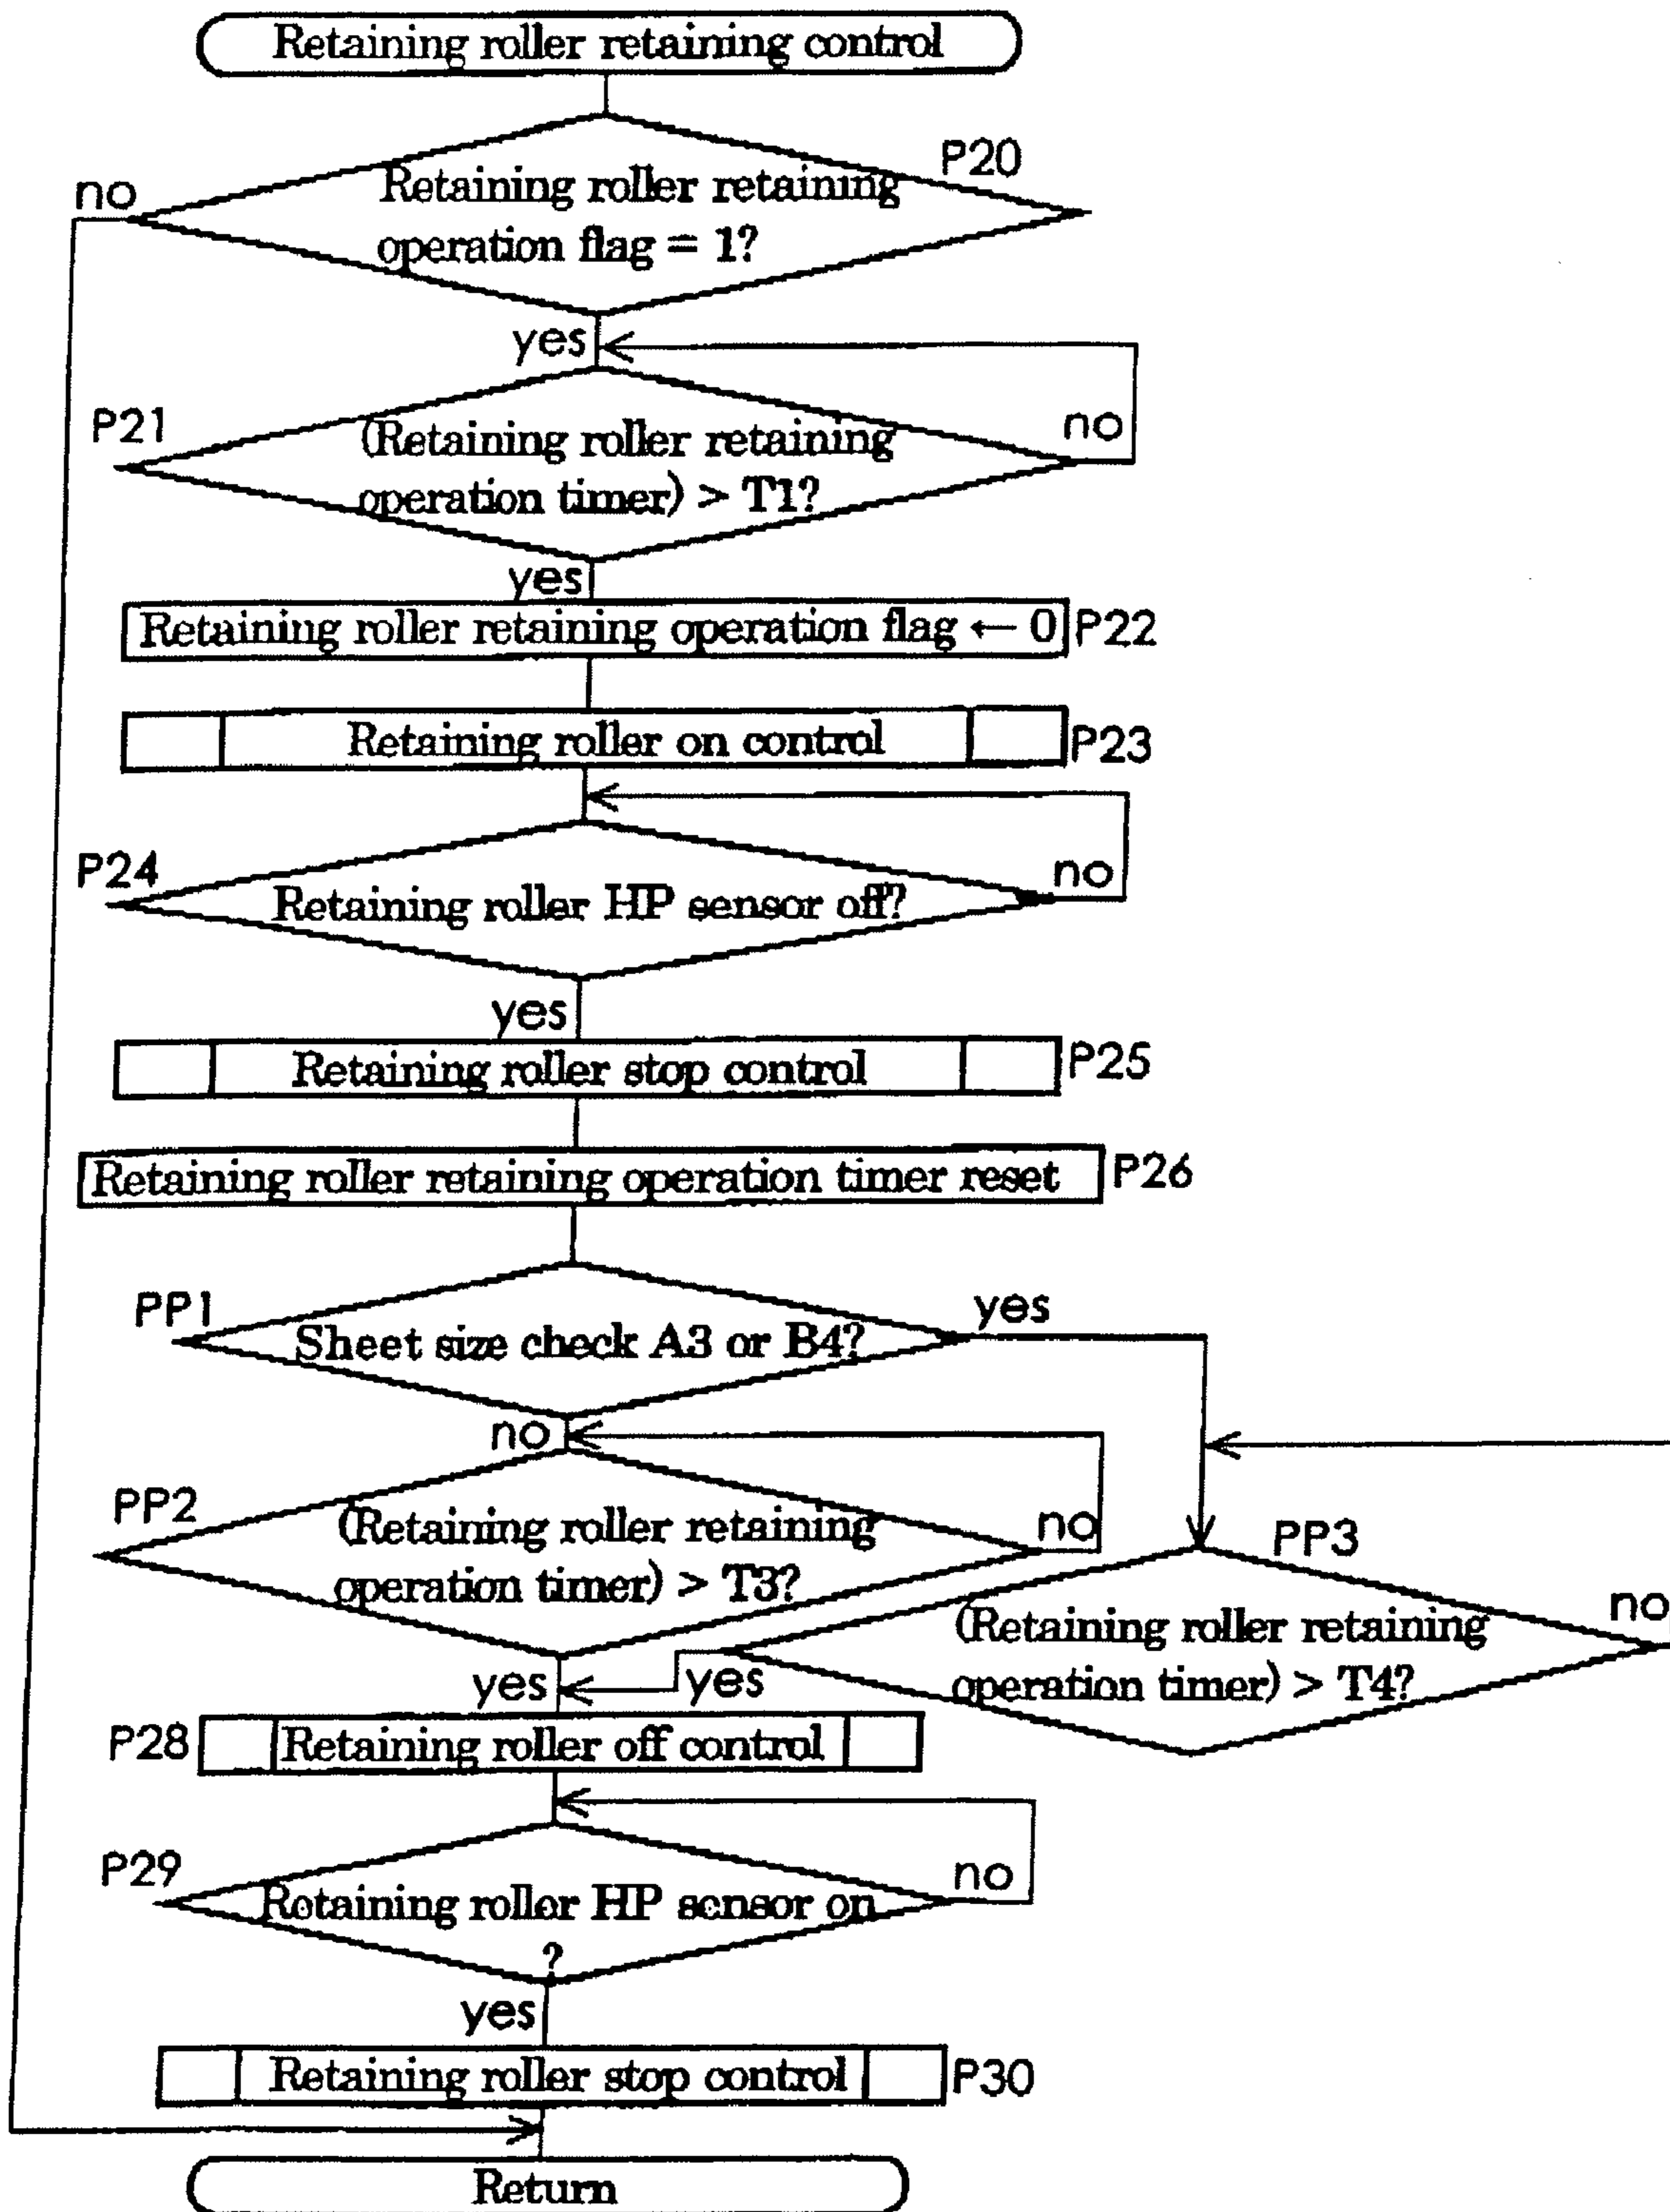 Retaining roller retaining control
P20
no
Retaining roller retaining
operation flag = 1?
yes
P21
(Retaining roller retaining
operation timer) > T1?
no
yes
Retaining roller retaining operation flag ← 0
P22
Retaining roller on control
P23
P24
Retaining roller HP sensor off?
no
yes
Retaining roller stop control
P25
Retaining roller retaining operation timer reset
P26
PP1
Sheet size check A3 or B4?
yes
no
PP2
(Retaining roller retaining
operation timer) > T3?
no
PP3
(Retaining roller retaining
operation timer) > T4?
no
yes
yes
P28
Retaining roller off control
P29
Retaining roller HP sensor on
?
no
yes
Retaining roller stop control
P30
Return